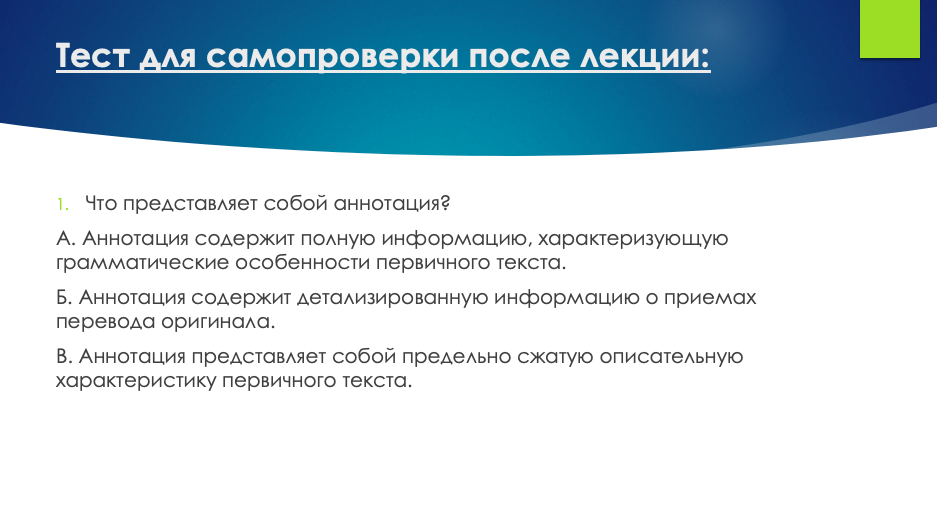 Тест для самопроверки после лекции:
1. Что представляет собой аннотация?
А. Аннотация содержит полную информацию, характеризующую
грамматические особенности первичного текста.
Б. Аннотация содержит детализированную информацию о приемах
перевода оригинала.
В. Аннотация представляет собой предельно сжатую описательную
характеристику первичного текста.